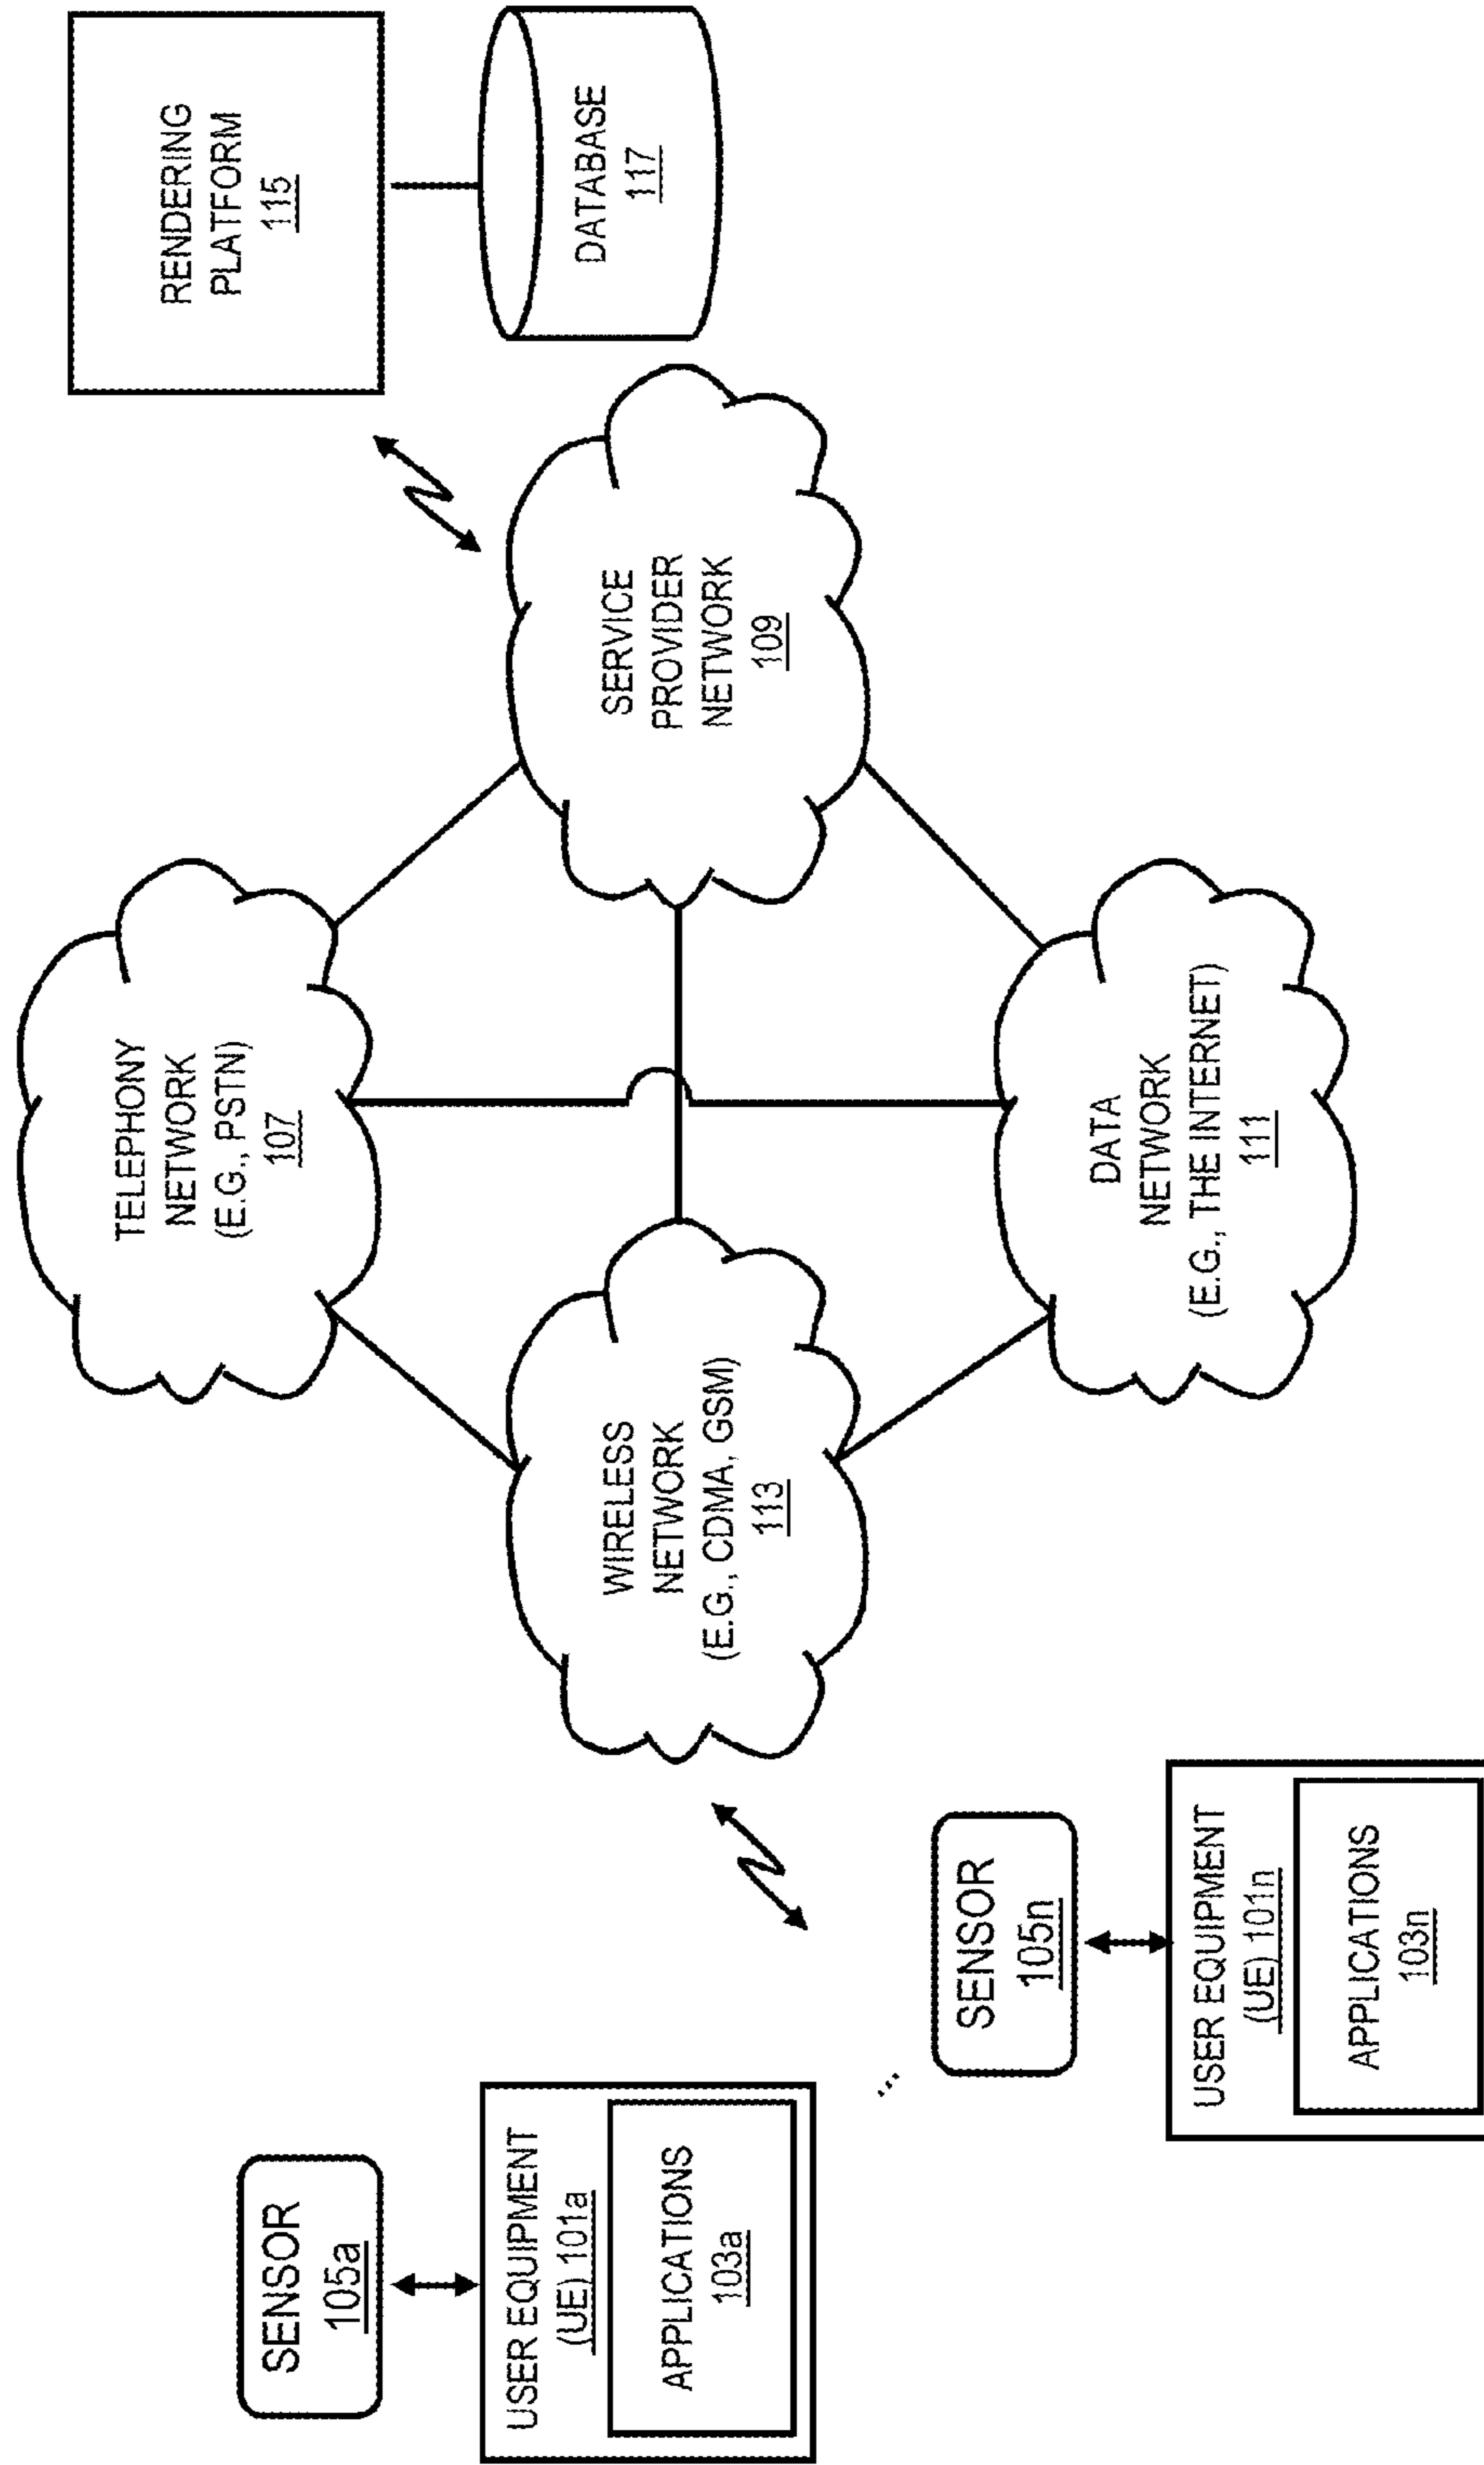 RENDERING
PLATFORM
115
DATABASE
117
TELEPHONY
NETWORK
(E.G., PSTN)
107
SERVICE
PROVIDER
NETWORK
109
WIRELESS
NETWORK
(E.G., CDMA, GSM)
113
DATA
NETWORK
(E.G., THE INTERNET)
111
SENSOR
105a
USER EQUIPMENT
(UE) 101a
APPLICATIONS
103a
...
SENSOR
105n
USER EQUIPMENT
(UE) 101n
APPLICATIONS
103n